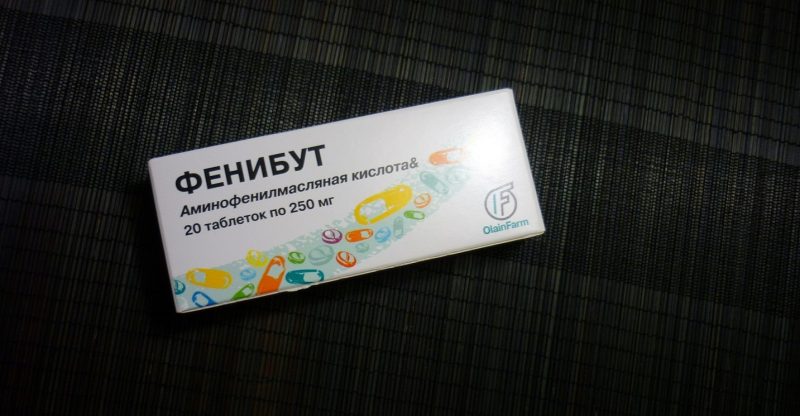 ФЕНИБУТ
Аминофенилмасляная кислота&
20 таблеток по 250 мг
OlainFarm